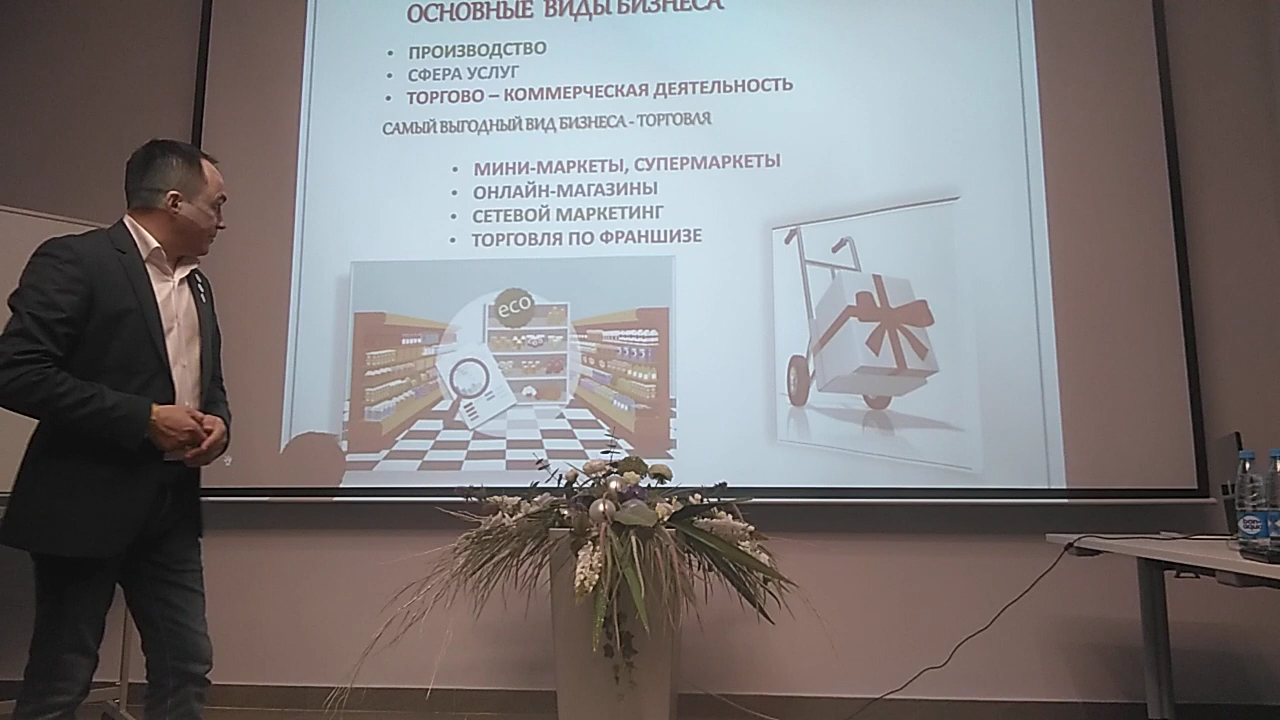 ОСНОВНЫЕ ВИДЫ БИЗНЕСА
• ПРОИЗВОДСТВО
• СФЕРА УСЛУГ
• ТОРГОВО – КОММЕРЧЕСКАЯ ДЕЯТЕЛЬНОСТЬ
САМЫЙ ВЫГОДНЫЙ ВИД БИЗНЕСА - ТОРГОВЛЯ
• МИНИ-МАРКЕТЫ, СУПЕРМАРКЕТЫ
• ОНЛАЙН-МАГАЗИНЫ
• СЕТЕВОЙ МАРКЕТИНГ
• ТОРГОВЛЯ ПО ФРАНШИЗЕ
eco